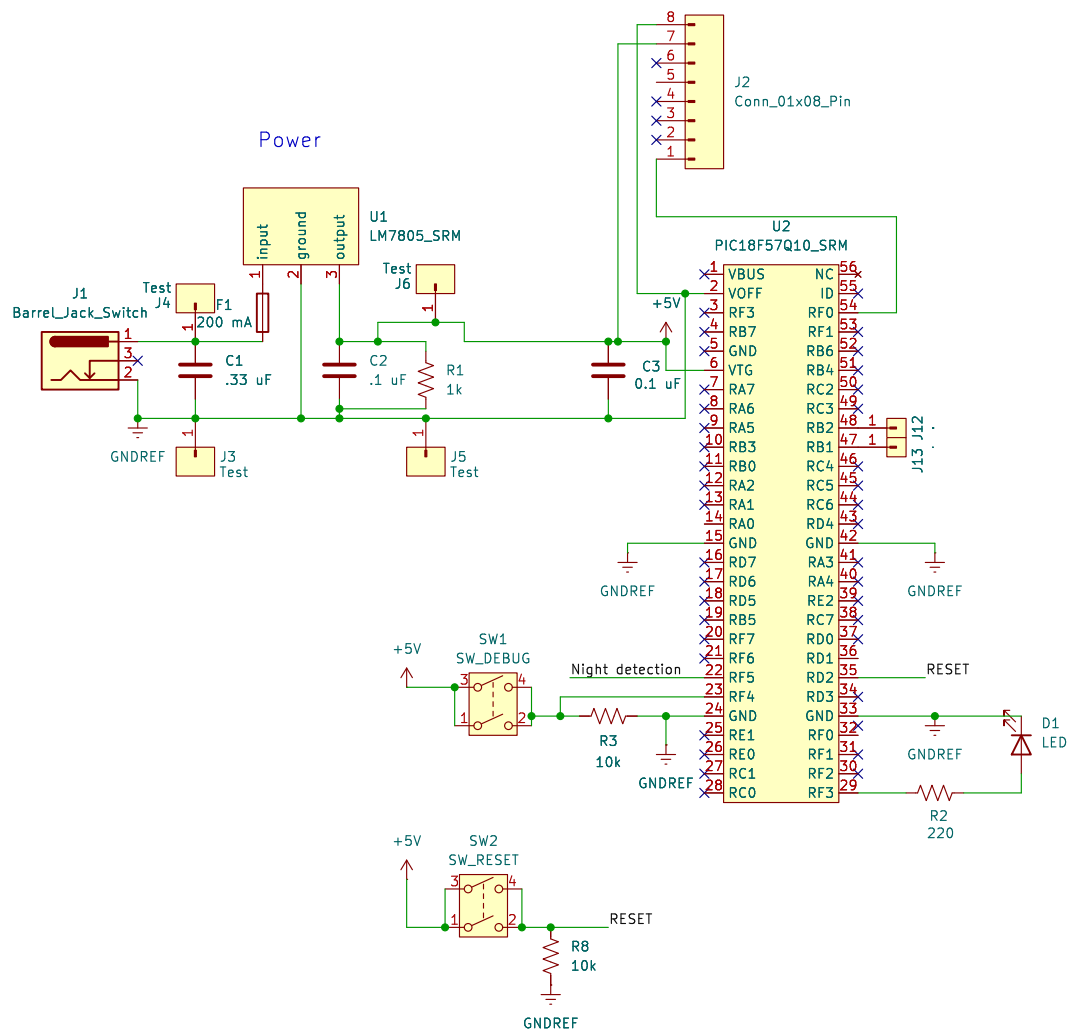 8
7
6
5
4
3
2
1
J2
Conn_01x08_Pin
Power
input
ground
output
1
2
3
U1
LM7805_SRM
Test
J6
1
Test
J4
1
F1
200 mA
J1
Barrel_Jack_Switch
1
3
2
C1
.33 uF
C2
.1 uF
R1
1k
C3
0.1 uF
+5V
GNDREF
1
J3
Test
1
J5
Test
U2
PIC18F57Q10_SRM
1 VBUS NC 56
2 VOFF ID 55
3 RF3 RF0 54
4 RB7 RF1 53
5 GND RB6 52
6 VTG RB4 51
7 RA7 RC2 50
8 RA6 RC3 49
9 RA5 RB2 48
10 RB3 RB1 47
11 RB0 RC4 46
12 RA2 RC5 45
13 RA1 RC6 44
14 RA0 RD4 43
15 GND GND 42
16 RD7 RA3 41
17 RD6 RA4 40
18 RD5 RE2 39
19 RB5 RC7 38
20 RF7 RD0 37
21 RF6 RD1 36
22 RF5 RD2 35
23 RF4 RD3 34
24 GND GND 33
25 RE1 RF0 32
26 RE0 RF1 31
27 RC1 RF2 30
28 RC0 RF3 29
1 J12
1 J13
GNDREF
GNDREF
SW1
SW_DEBUG
+5V
3
4
1
2
Night detection
R3
10k
GNDREF
RESET
GNDREF
D1
LED
R2
220
+5V
SW2
SW_RESET
3
4
1
2
RESET
R8
10k
GNDREF